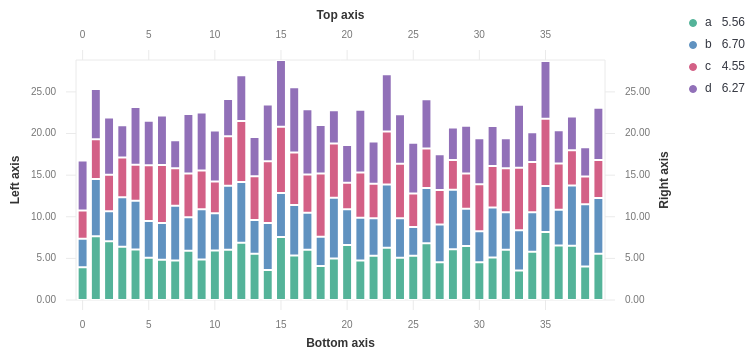 Top axis
0 5 10 15 20 25 30 35
a 5.56
b 6.70
c 4.55
d 6.27
Left axis
25.00
20.00
15.00
10.00
5.00
0.00
25.00
20.00
15.00
10.00
5.00
0.00
Right axis
0 5 10 15 20 25 30 35
Bottom axis